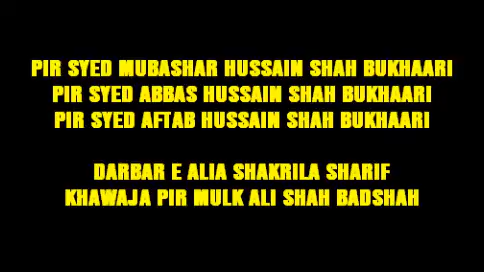 PIR SYED MUBASHAR HUSSAIN SHAH BUKHAARI
PIR SYED ABBAS HUSSAIN SHAH BUKHAARI
PIR SYED AFTAB HUSSAIN SHAH BUKHAARI
DARBAR E ALIA SHAKRILA SHARIF
KHAWAJA PIR MULK ALI SHAH BADSHAH